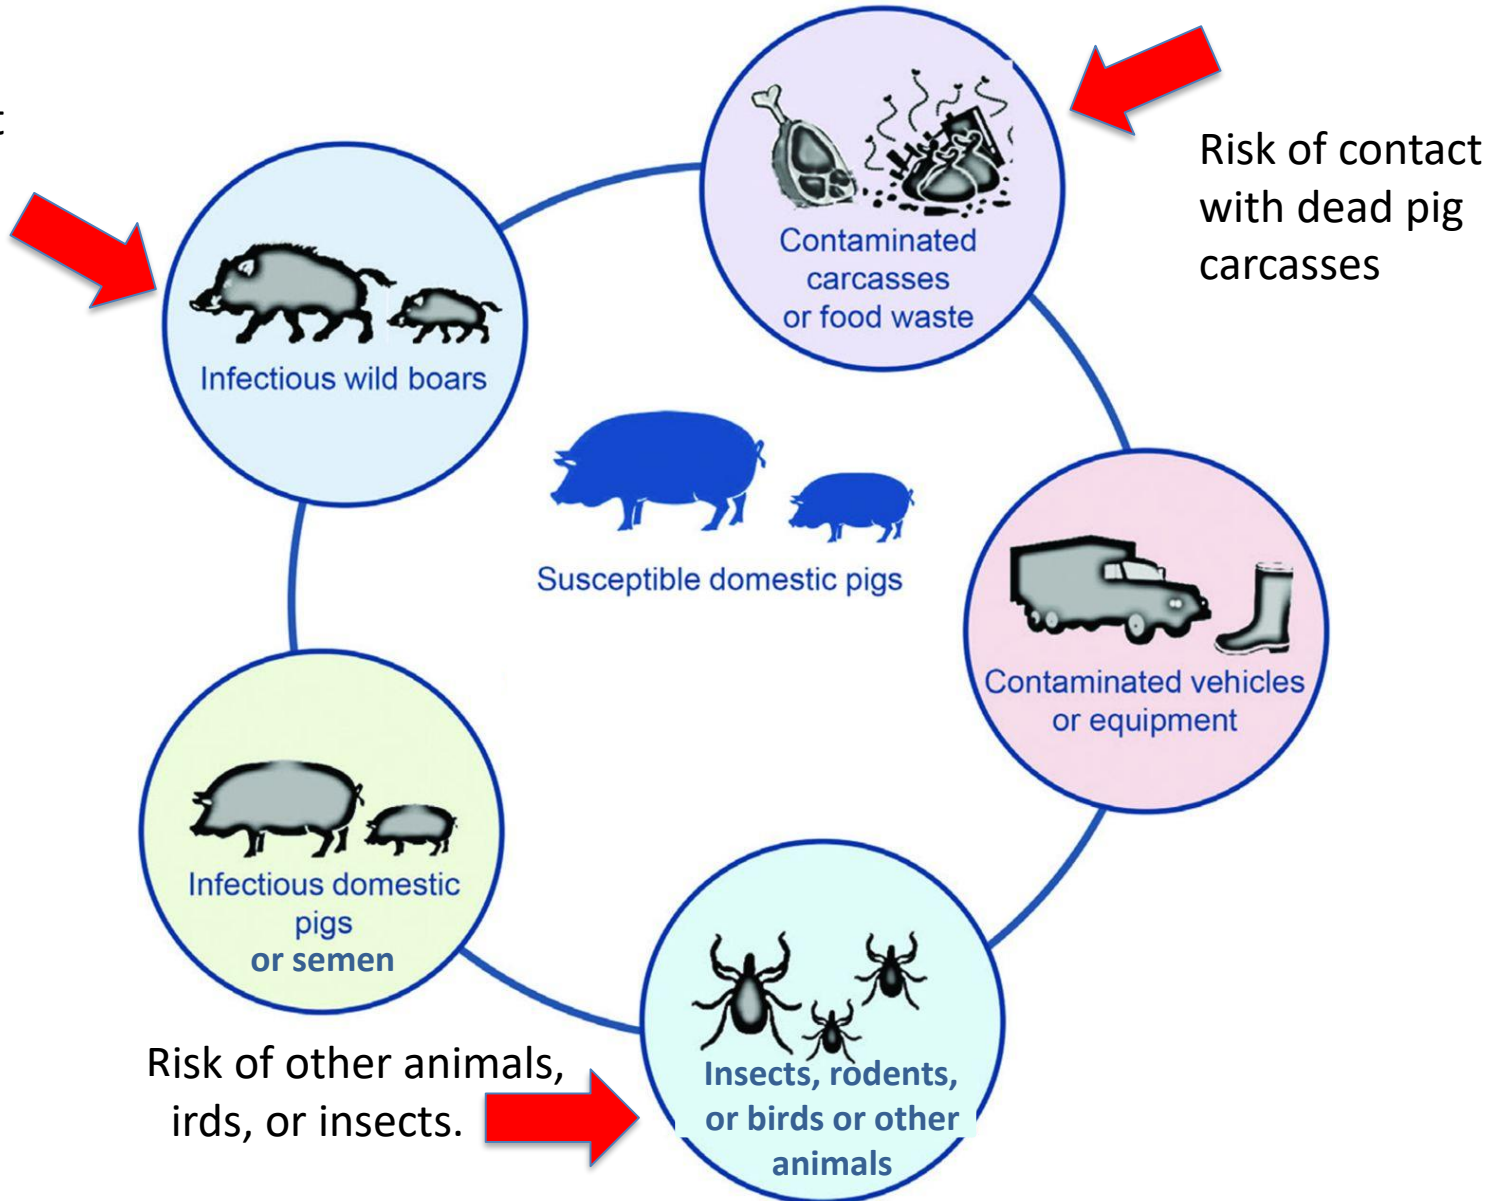 t
Risk of contact
with dead pig
carcasses
Contaminated
carcasses
or food waste
Infectious wild boars
Susceptible domestic pigs
Contaminated vehicles
or equipment
Infectious domestic
pigs
or semen
Risk of other animals,
irds, or insects.
Insects, rodents,
or birds or other
animals